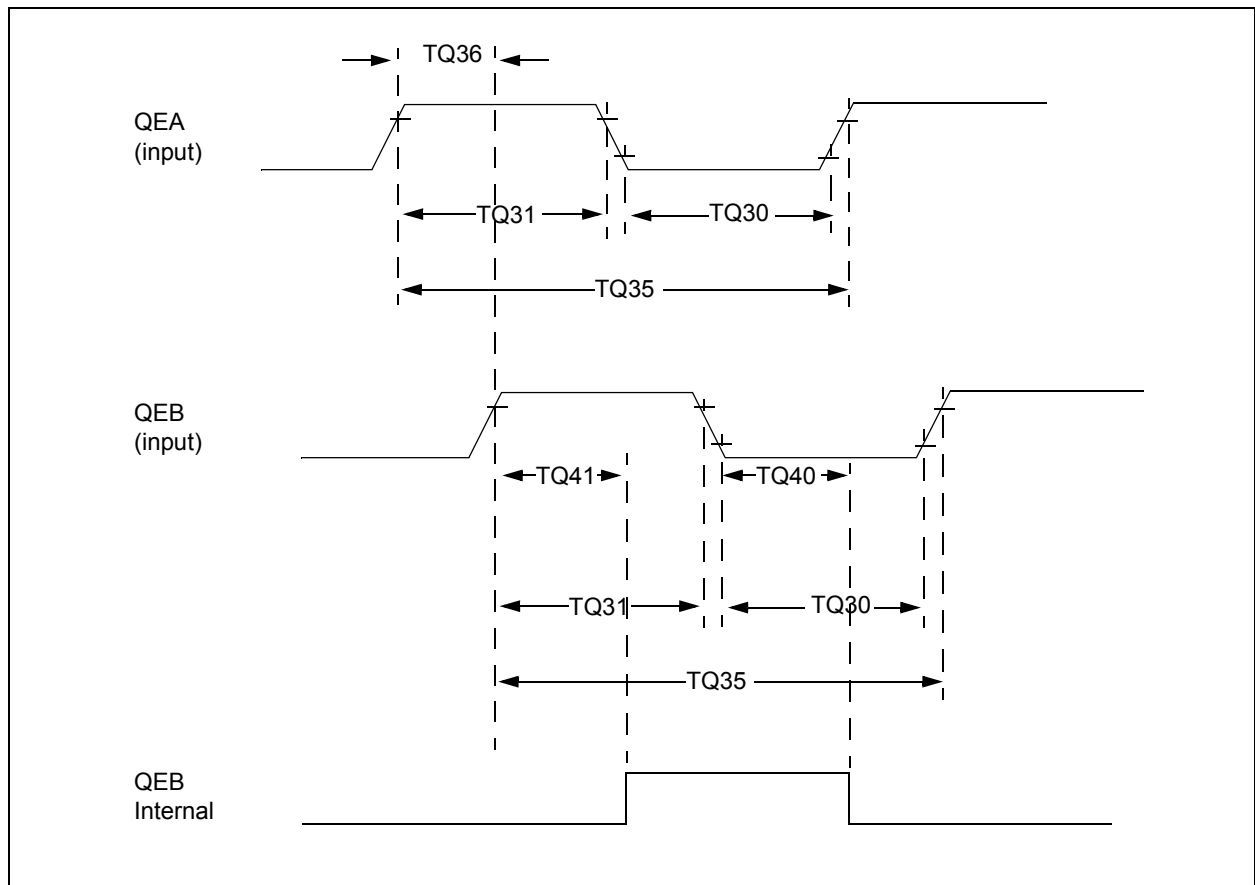 TQ36
QEA
(input)
TQ31
TQ30
TQ35
QEB
(input)
TQ41
TQ40
TQ31
TQ30
TQ35
QEB
Internal